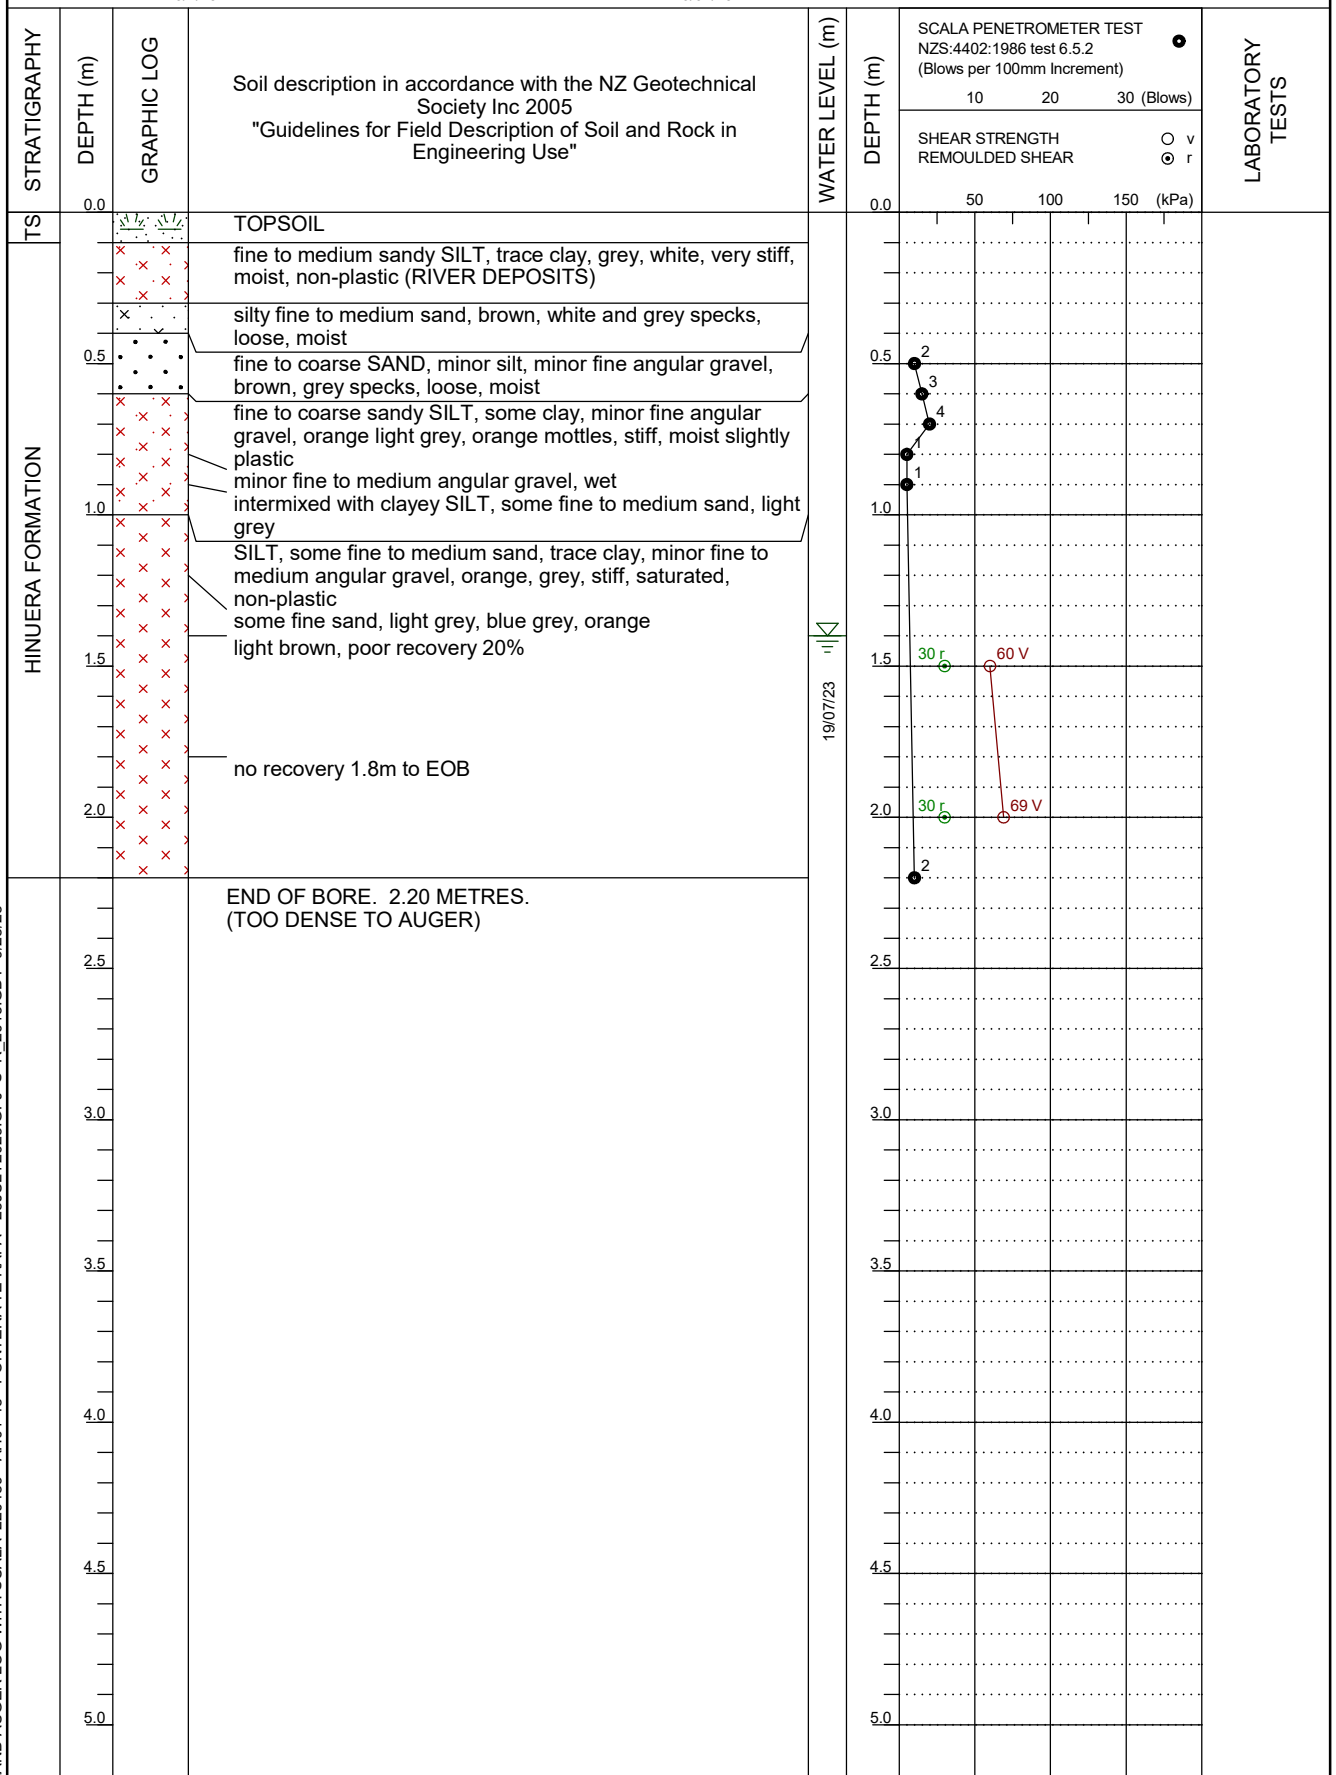 STRATIGRAPHY
DEPTH (m)
GRAPHIC LOG
Soil description in accordance with the NZ Geotechnical
Society Inc 2005
"Guidelines for Field Description of Soil and Rock in
Engineering Use"
WATER LEVEL (m)
DEPTH (m)
SCALA PENETROMETER TEST
NZS:4402:1986 test 6.5.2
(Blows per 100mm Increment)
10 20 30 (Blows)
SHEAR STRENGTH v
REMOULDED SHEAR r
50 100 150 (kPa)
LABORATORY
TESTS
0.0 0.0
TS
TOPSOIL
fine to medium sandy SILT, trace clay, grey, white, very stiff,
moist, non-plastic (RIVER DEPOSITS)
silty fine to medium sand, brown, white and grey specks,
loose, moist
0.5 0.5 2
fine to coarse SAND, minor silt, minor fine angular gravel,
brown, grey specks, loose, moist
3
fine to coarse sandy SILT, some clay, minor fine angular
gravel, orange light grey, orange mottles, stiff, moist slightly
plastic
4
1
minor fine to medium angular gravel, wet
1
intermixed with clayey SILT, some fine to medium sand, light
grey
1.0 1.0
HINUERA FORMATION
SILT, some fine to medium sand, trace clay, minor fine to
medium angular gravel, orange, grey, stiff, saturated,
non-plastic
some fine sand, light grey, blue grey, orange
light brown, poor recovery 20%
1.5 1.5 30 r 60 V
19/07/23
no recovery 1.8m to EOB
2.0 2.0 30 r 69 V
2
END OF BORE. 2.20 METRES.
(TOO DENSE TO AUGER)
2.5 2.5
3.0 3.0
3.5 3.5
4.0 4.0
4.5 4.5
5.0 5.0